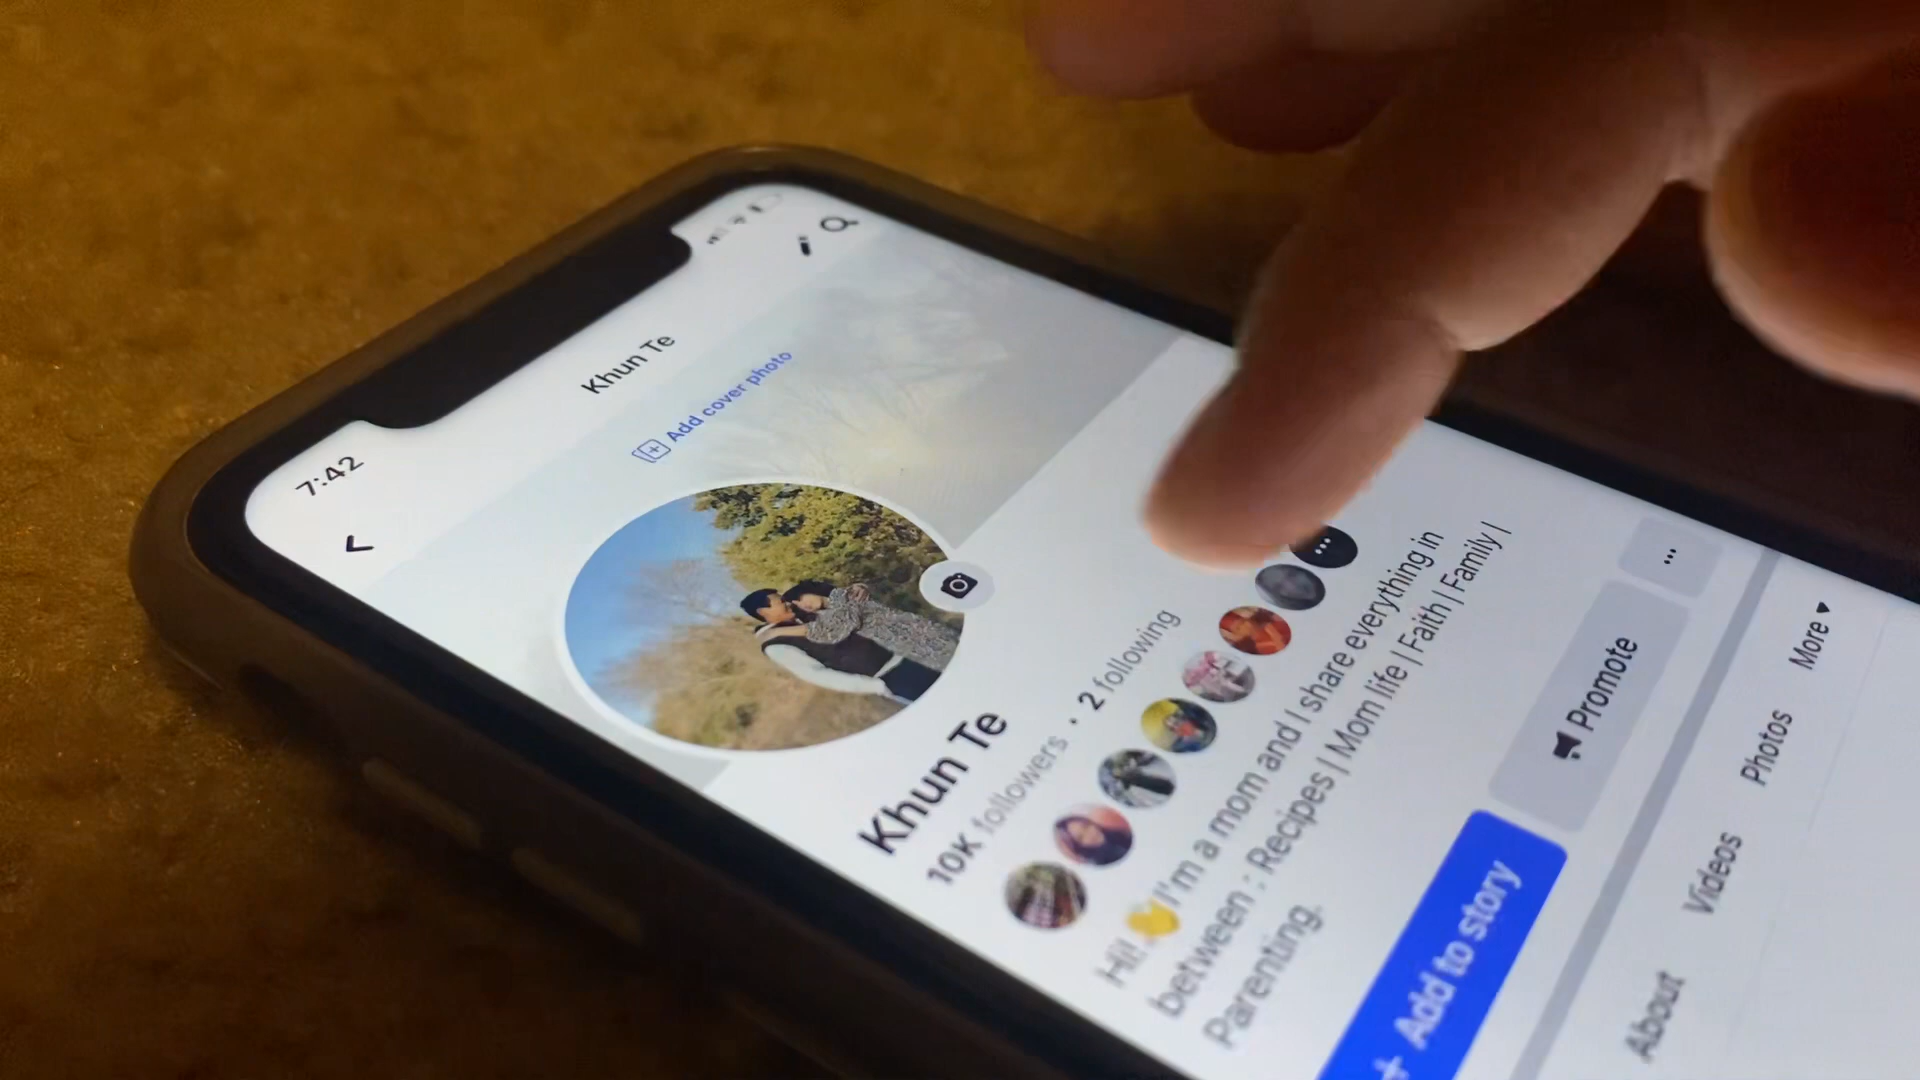 7:42
Khun Te
Add cover photo
Khun Te
10K followers · 2 following
Hi! 👋 I'm a mom and I share everything in
between : Recipes | Mom life | Faith | Family |
Parenting.
+ Add to story
Promote
...
About
Videos
Photos
More